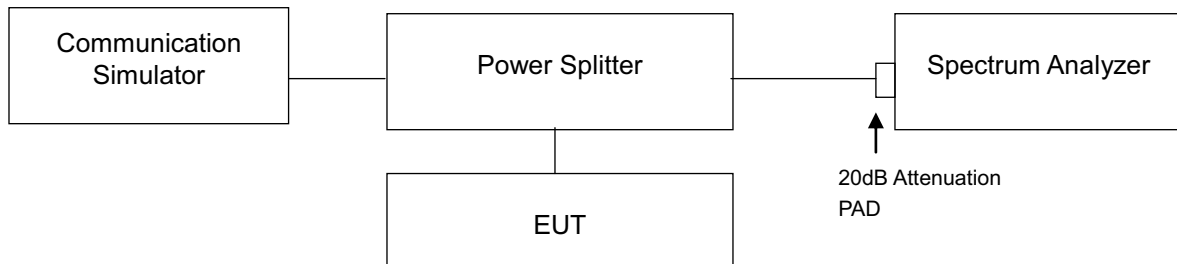 Communication
Simulator
Power Splitter
Spectrum Analyzer
20dB Attenuation
PAD
EUT